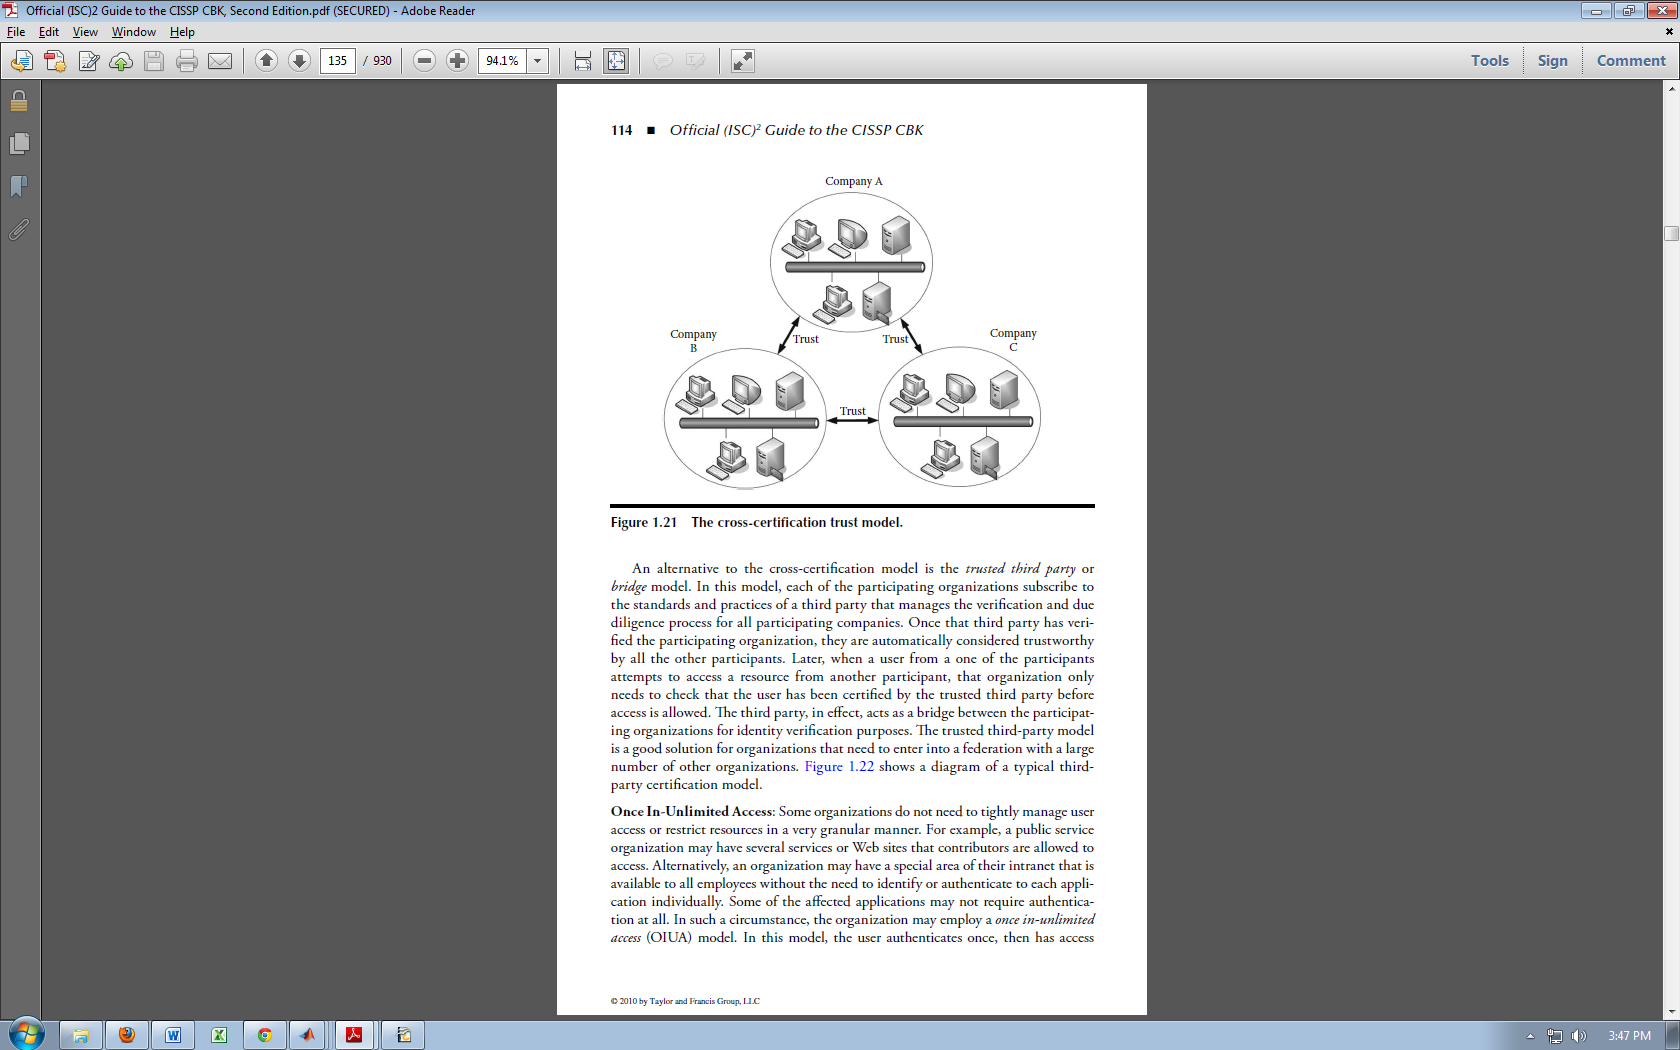 Official (ISC)2 Guide to the CISSP CBK, Second Edition.pdf (SECURED) - Adobe Reader
File Edit View Window Help
135 / 930 94.1% Tools Sign Comment
114 ■ Official (ISC)² Guide to the CISSP CBK
Company A
Trust Trust
Company
B
Company
C
Trust
Figure 1.21 The cross-certification trust model.
An alternative to the cross-certification model is the trusted third party or
bridge model. In this model, each of the participating organizations subscribe to
the standards and practices of a third party that manages the verification and due
diligence process for all participating companies. Once that third party has veri-
fied the participating organization, they are automatically considered trustworthy
by all the other participants. Later, when a user from a one of the participants
attempts to access a resource from another participant, that organization only
needs to check that the user has been certified by the trusted third party before
access is allowed. The third party, in effect, acts as a bridge between the participat-
ing organizations for identity verification purposes. The trusted third-party model
is a good solution for organizations that need to enter into a federation with a large
number of other organizations. Figure 1.22 shows a diagram of a typical third-
party certification model.
Once In-Unlimited Access: Some organizations do not need to tightly manage user
access or restrict resources in a very granular manner. For example, a public service
organization may have several services or Web sites that contributors are allowed to
access. Alternatively, an organization may have a special area of their intranet that is
available to all employees without the need to identify or authenticate to each appli-
cation individually. Some of the affected applications may not require authentica-
tion at all. In such a circumstance, the organization may employ a once in-unlimited
access (OIUA) model. In this model, the user authenticates once, then has access
© 2010 by Taylor and Francis Group, LLC
3:47 PM